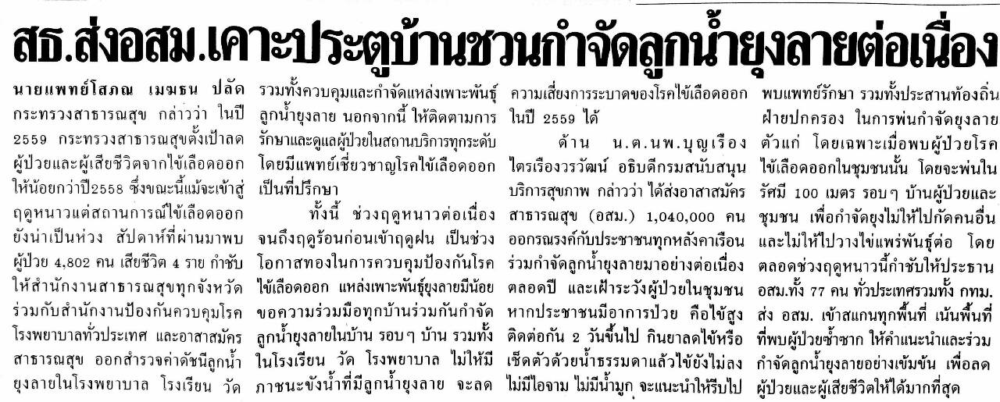 สธ.ส่งอสม.เคาะประตูบ้านชวนกำจัดลูกน้ำยุงลายต่อเนื่อง
นายแพทย์โสภณ เมฆธน ปลัด
กระทรวงสาธารณสุข กล่าวว่า ในปี
2559 กระทรวงสาธารณสุขตั้งเป้าลด
ผู้ป่วยและผู้เสียชีวิตจากไข้เลือดออก
ให้น้อยกว่าปี2558 ซึ่งขณะนี้แม้จะเข้าสู่
ฤดูหนาวแต่สถานการณ์ไข้เลือดออก
ยังน่าเป็นห่วง สัปดาห์ที่ผ่านมาพบ
ผู้ป่วย 4,802 คน เสียชีวิต 4 ราย กำชับ
ให้สำนักงานสาธารณสุขทุกจังหวัด
ร่วมกับสำนักงานป้องกันควบคุมโรค
โรงพยาบาลทั่วประเทศ และอาสาสมัคร
สาธารณสุข ออกสำรวจค่าดัชนีลูกน้ำ
ยุงลายในโรงพยาบาล โรงเรียน วัด
รวมทั้งควบคุมและกำจัดแหล่งเพาะพันธุ์
ลูกน้ำยุงลาย นอกจากนี้ ให้ติดตามการ
รักษาและดูแลผู้ป่วยในสถานบริการทุกระดับ
โดยมีแพทย์เชี่ยวชาญโรคไข้เลือดออก
เป็นที่ปรึกษา
ทั้งนี้ ช่วงฤดูหนาวต่อเนื่อง
จนถึงฤดูร้อนก่อนเข้าฤดูฝน เป็นช่วง
โอกาสทองในการควบคุมป้องกันโรค
ไข้เลือดออก แหล่งเพาะพันธุ์ยุงลายมีน้อย
ขอความร่วมมือทุกบ้านร่วมกันกำจัด
ลูกน้ำยุงลายในบ้าน รอบๆ บ้าน รวมทั้ง
ในโรงเรียน วัด โรงพยาบาล ไม่ให้มี
ภาชนะขังน้ำที่มีลูกน้ำยุงลาย จะลด
ความเสี่ยงการระบาดของโรคไข้เลือดออก
ในปี 2559 ได้
ด้าน น.ต.นพ.บุญเรือง
ไตรเรืองวรวัฒน์ อธิบดีกรมสนับสนุน
บริการสุขภาพ กล่าวว่า ได้ส่งอาสาสมัคร
สาธารณสุข (อสม.) 1,040,000 คน
ออกรณรงค์กับประชาชนทุกหลังคาเรือน
ร่วมกำจัดลูกน้ำยุงลายมาอย่างต่อเนื่อง
ตลอดปี และเฝ้าระวังผู้ป่วยในชุมชน
หากประชาชนมีอาการป่วย คือไข้สูง
ติดต่อกัน 2 วันขึ้นไป กินยาลดไข้หรือ
เช็ดตัวด้วยน้ำธรรมดาแล้วไข้ยังไม่ลง
ไม่มีไอจาม ไม่มีน้ำมูก จะแนะนำให้รีบไป
พบแพทย์รักษา รวมทั้งประสานท้องถิ่น
ฝ่ายปกครอง ในการพ่นกำจัดยุงลาย
ตัวแก่ โดยเฉพาะเมื่อพบผู้ป่วยโรค
ไข้เลือดออกในชุมชนนั้น โดยจะพ่นใน
รัศมี 100 เมตร รอบๆ บ้านผู้ป่วยและ
ชุมชน เพื่อกำจัดยุงไม่ให้ไปกัดคนอื่น
และไม่ให้ไปวางไข่แพร่พันธุ์ต่อ โดย
ตลอดช่วงฤดูหนาวนี้กำชับให้ประธาน
อสม.ทั้ง 77 คน ทั่วประเทศรวมทั้ง กทม.
ส่ง อสม. เข้าสแกนทุกพื้นที่ เน้นพื้นที่
ที่พบผู้ป่วยซ้ำซาก ให้คำแนะนำและร่วม
กำจัดลูกน้ำยุงลายอย่างเข้มข้น เพื่อลด
ผู้ป่วยและผู้เสียชีวิตให้ได้มากที่สุด